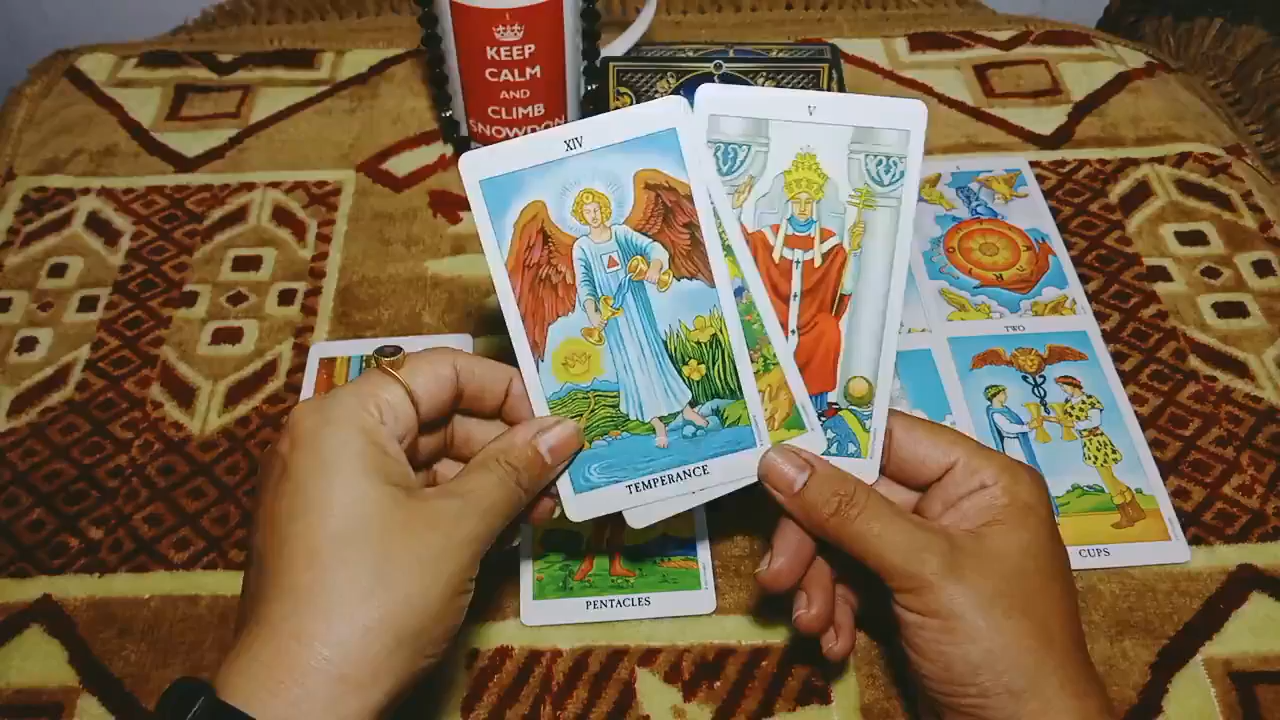 KEEP
CALM
AND
CLIMB
SNOWDON
XIV
TEMPERANCE
V
TWO
CUPS
PENTACLES